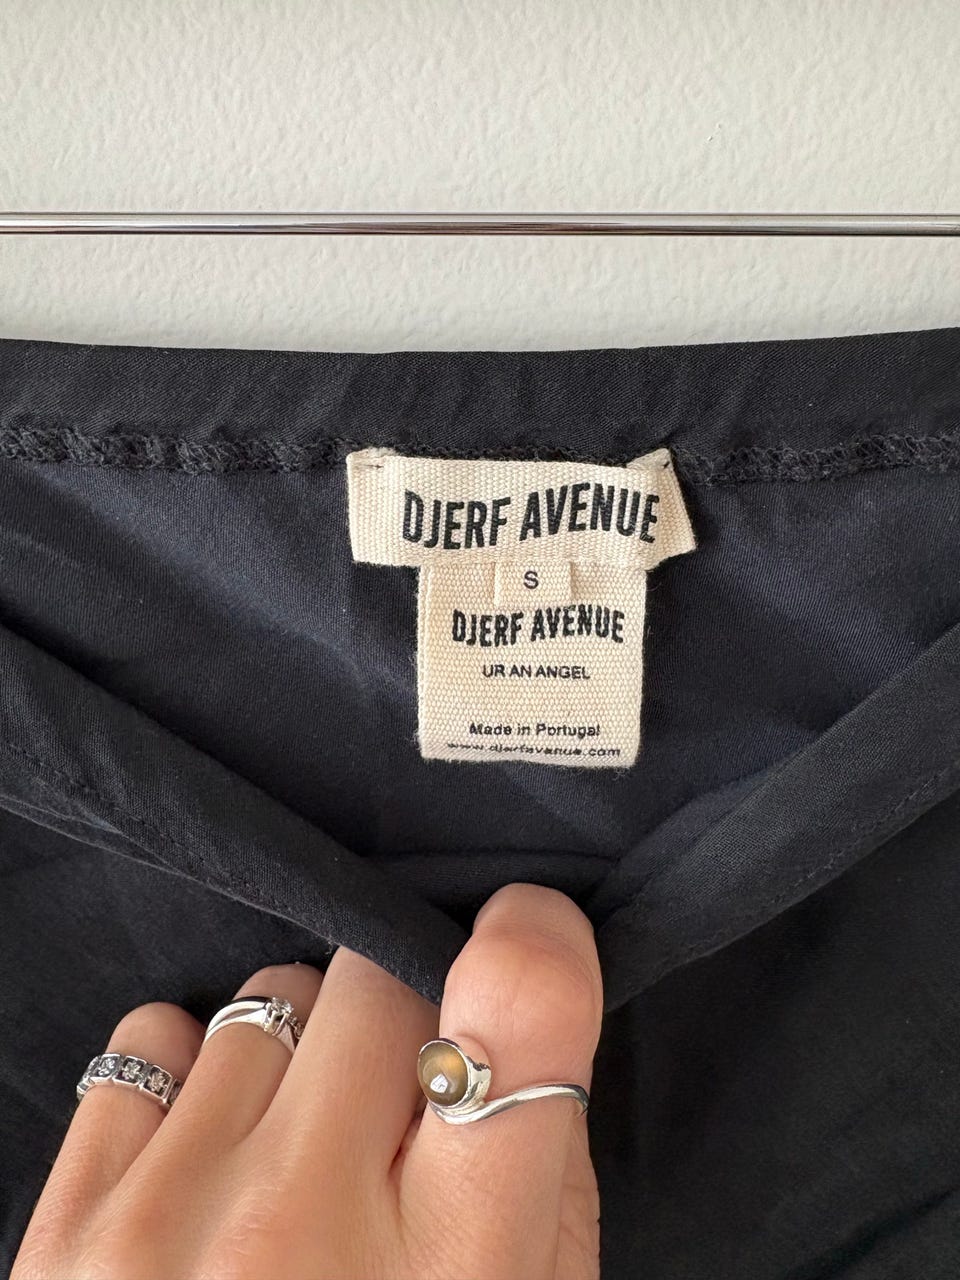 DJERF AVENUE
S
DJERF AVENUE
UR AN ANGEL
Made in Portugal
www.djerfavenue.com